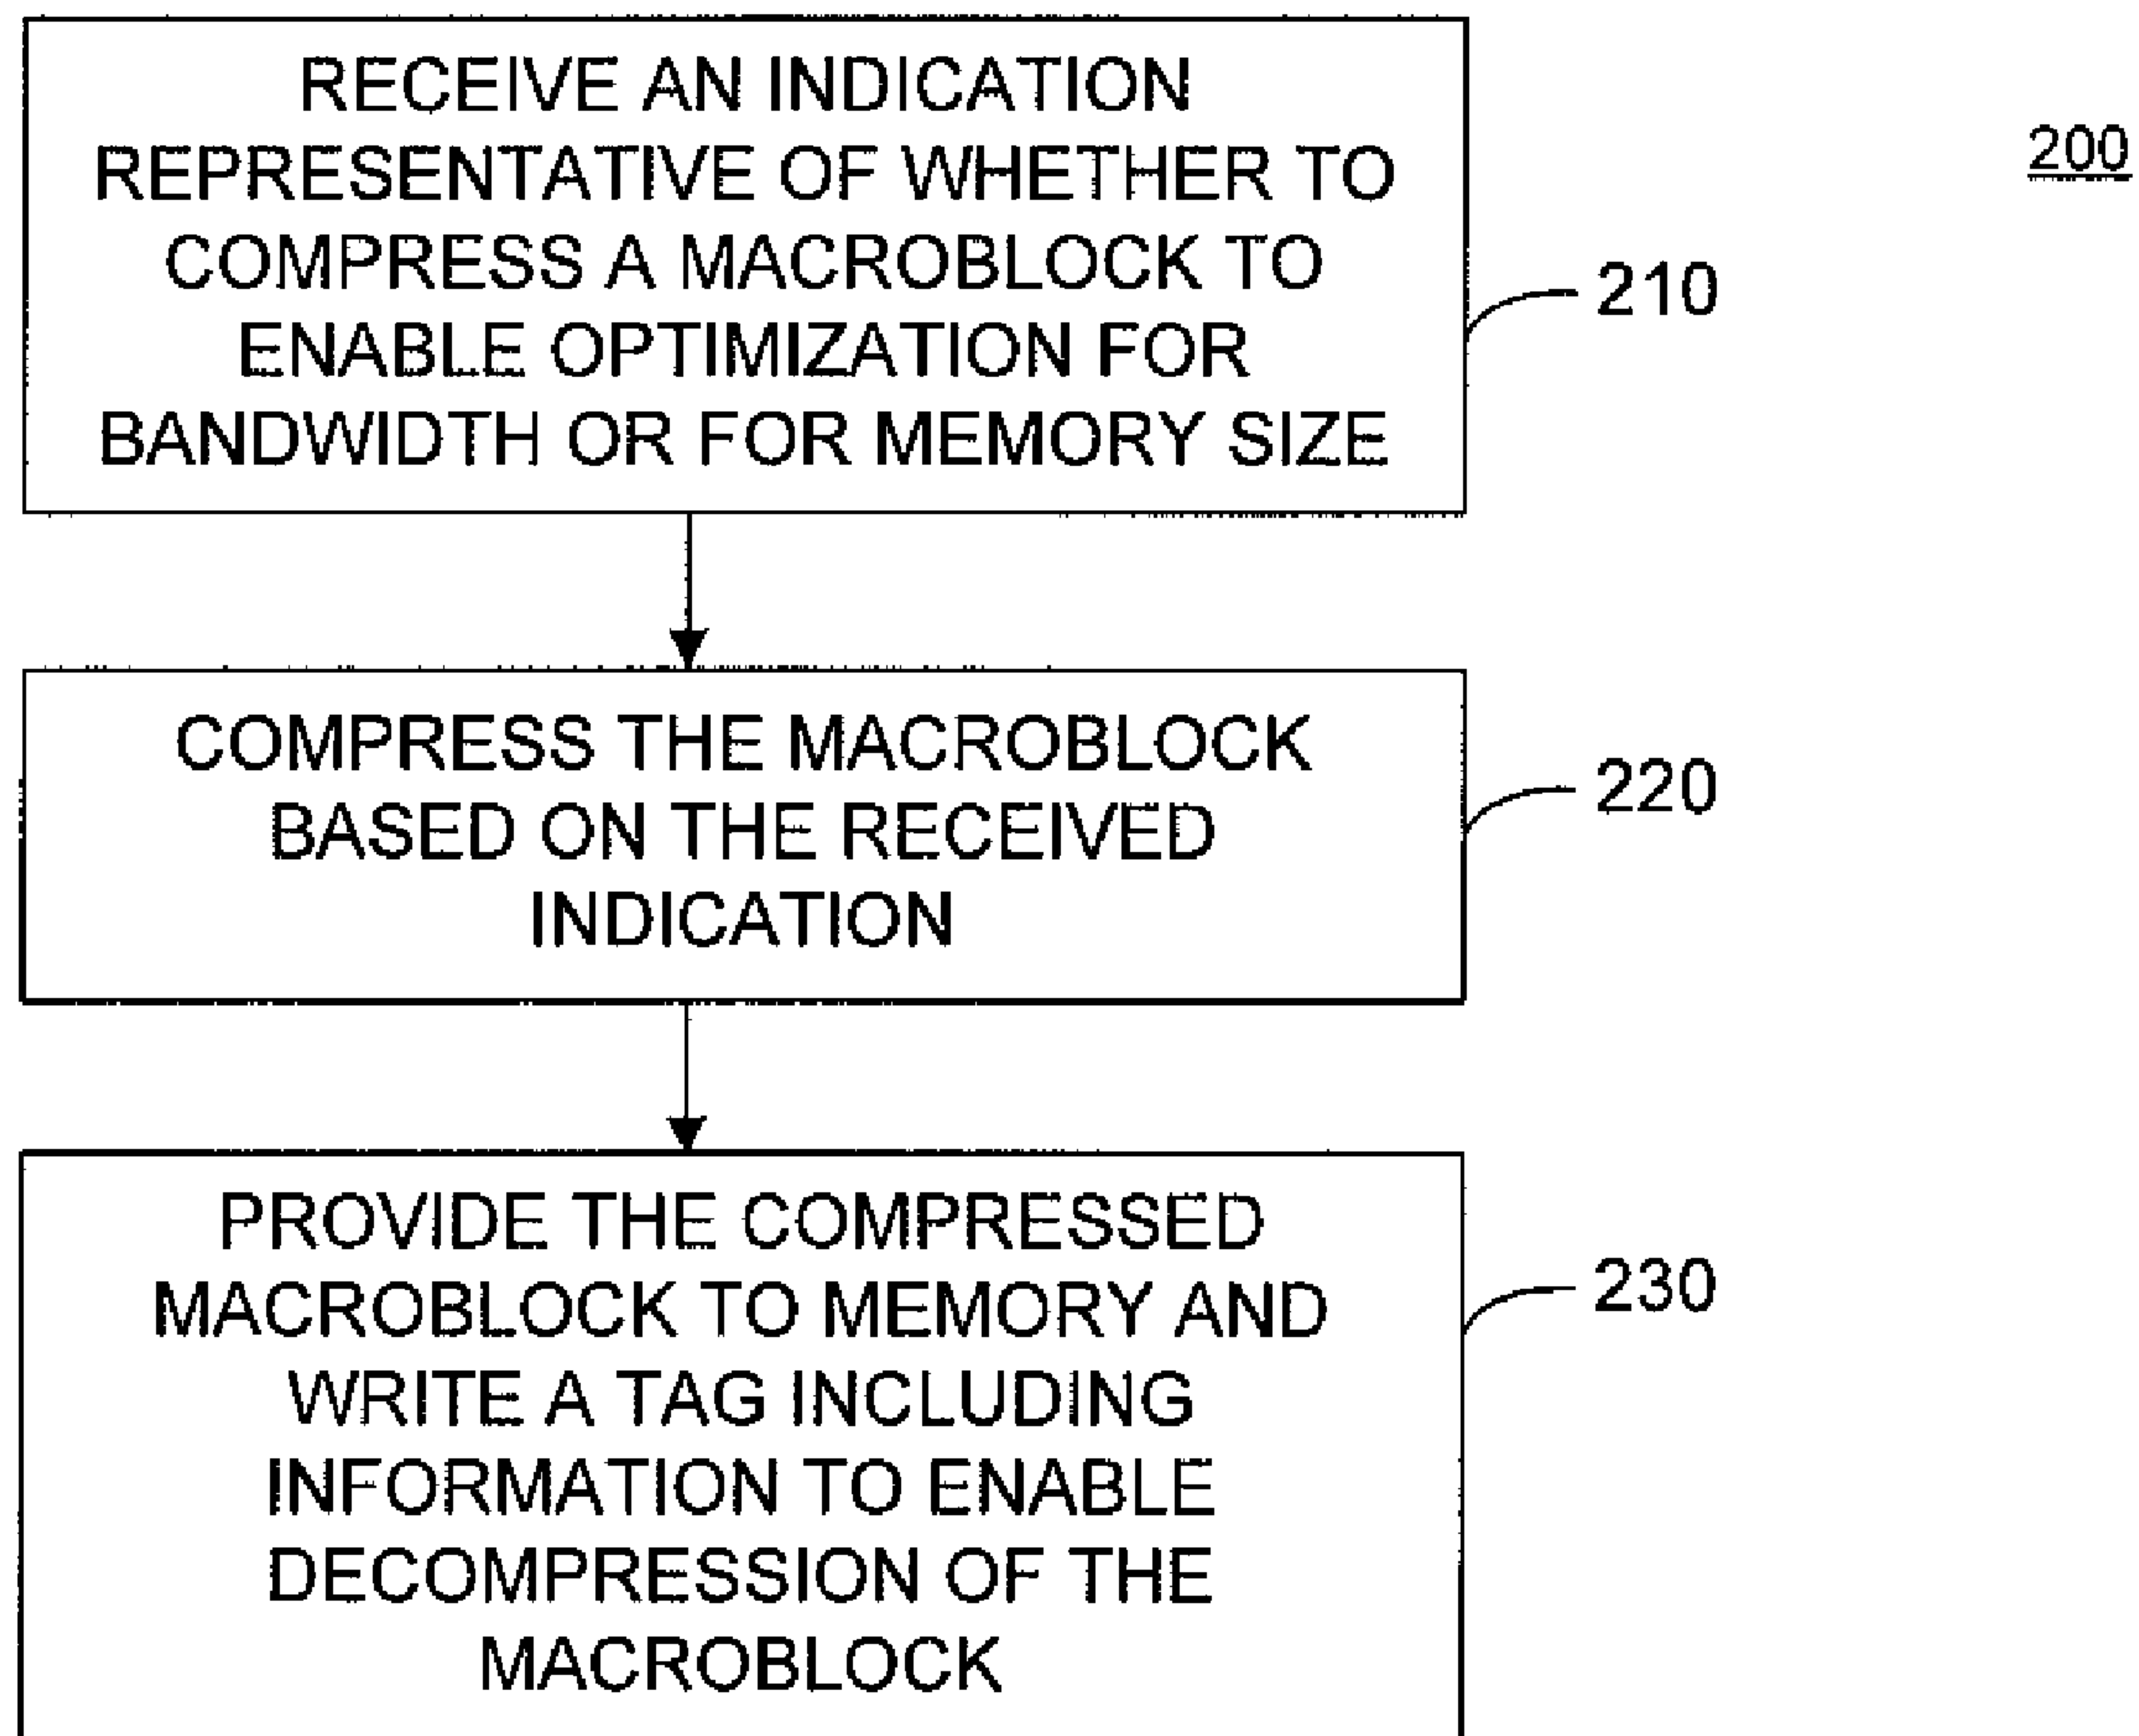 RECEIVE AN INDICATION
REPRESENTATIVE OF WHETHER TO
COMPRESS A MACROBLOCK TO
ENABLE OPTIMIZATION FOR
BANDWIDTH OR FOR MEMORY SIZE
200
210
COMPRESS THE MACROBLOCK
BASED ON THE RECEIVED
INDICATION
220
PROVIDE THE COMPRESSED
MACROBLOCK TO MEMORY AND
WRITE A TAG INCLUDING
INFORMATION TO ENABLE
DECOMPRESSION OF THE
MACROBLOCK
230